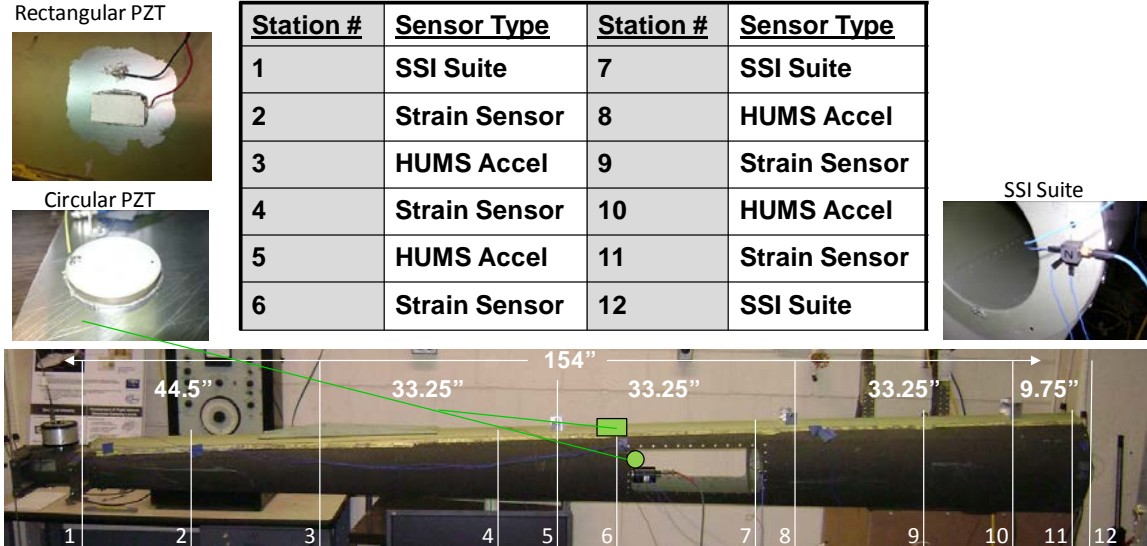 Rectangular PZT
Station # Sensor Type Station # Sensor Type
1 SSI Suite 7 SSI Suite
2 Strain Sensor 8 HUMS Accel
3 HUMS Accel 9 Strain Sensor
Circular PZT
SSI Suite
4 Strain Sensor 10 HUMS Accel
5 HUMS Accel 11 Strain Sensor
6 Strain Sensor 12 SSI Suite
N
154”
44.5” 33.25” 33.25” 33.25” 9.75”
1 2 3 4 5 6 7 8 9 10 11 12